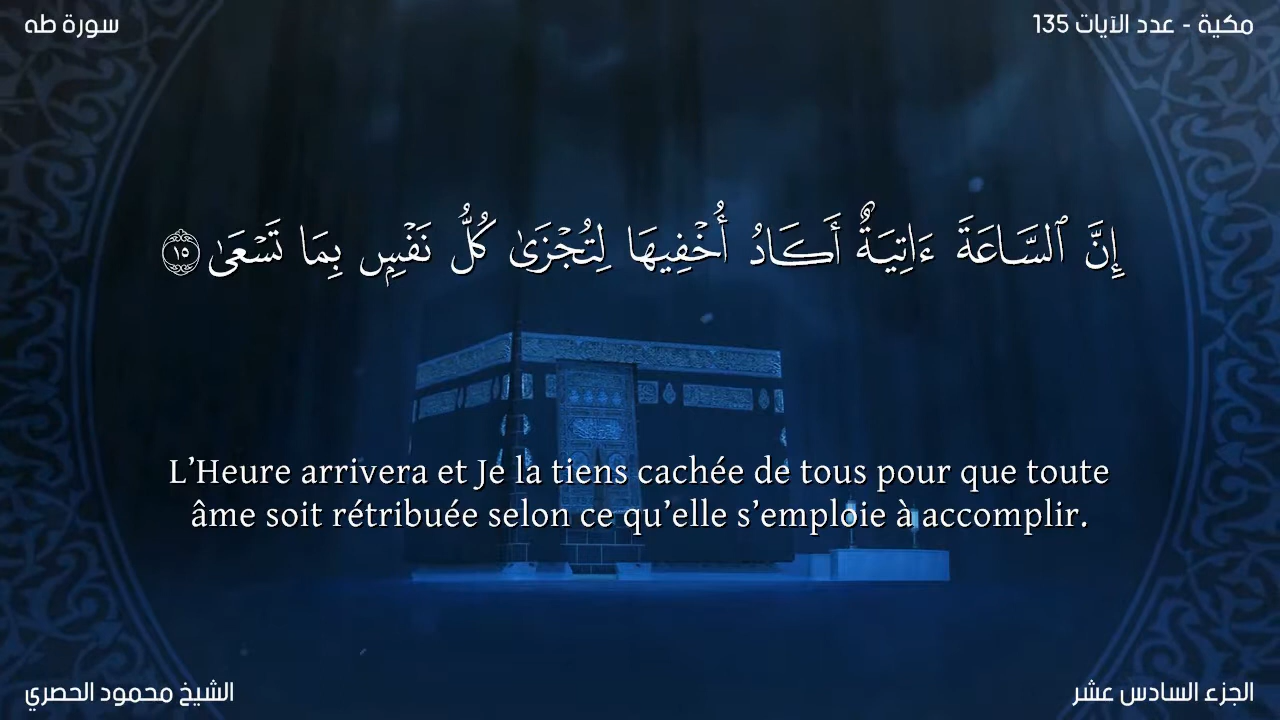 مكية - عدد الآيات 135
سورة طه
إِنَّ ٱلسَّاعَةَ ءَاتِيَةٌ أَكَادُ أُخْفِيهَا لِتُجْزَىٰ كُلُّ نَفْسٍۭ بِمَا تَسْعَىٰ ١٥
L’Heure arrivera et Je la tiens cachée de tous pour que toute
âme soit rétribuée selon ce qu’elle s’emploie à accomplir.
الجزء السادس عشر
الشيخ محمود الحصري